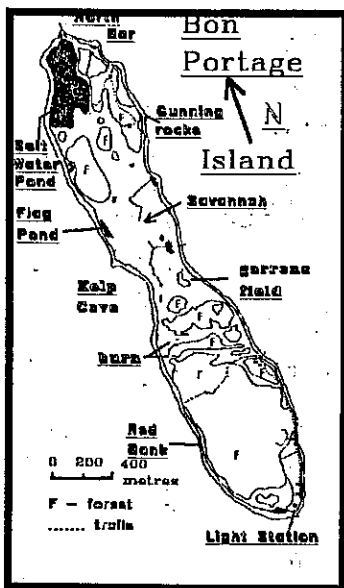 North
Bar
Bon
Portage
Island
N
Gunning
rocks
Salt
Water
Pond
Savannah
Flag
Pond
Kelp
Cove
field
burn
Red
Bank
0 200 400
metres
F - forest
...... trails
Light Station
F
F
F
F
F
F
F
F
F